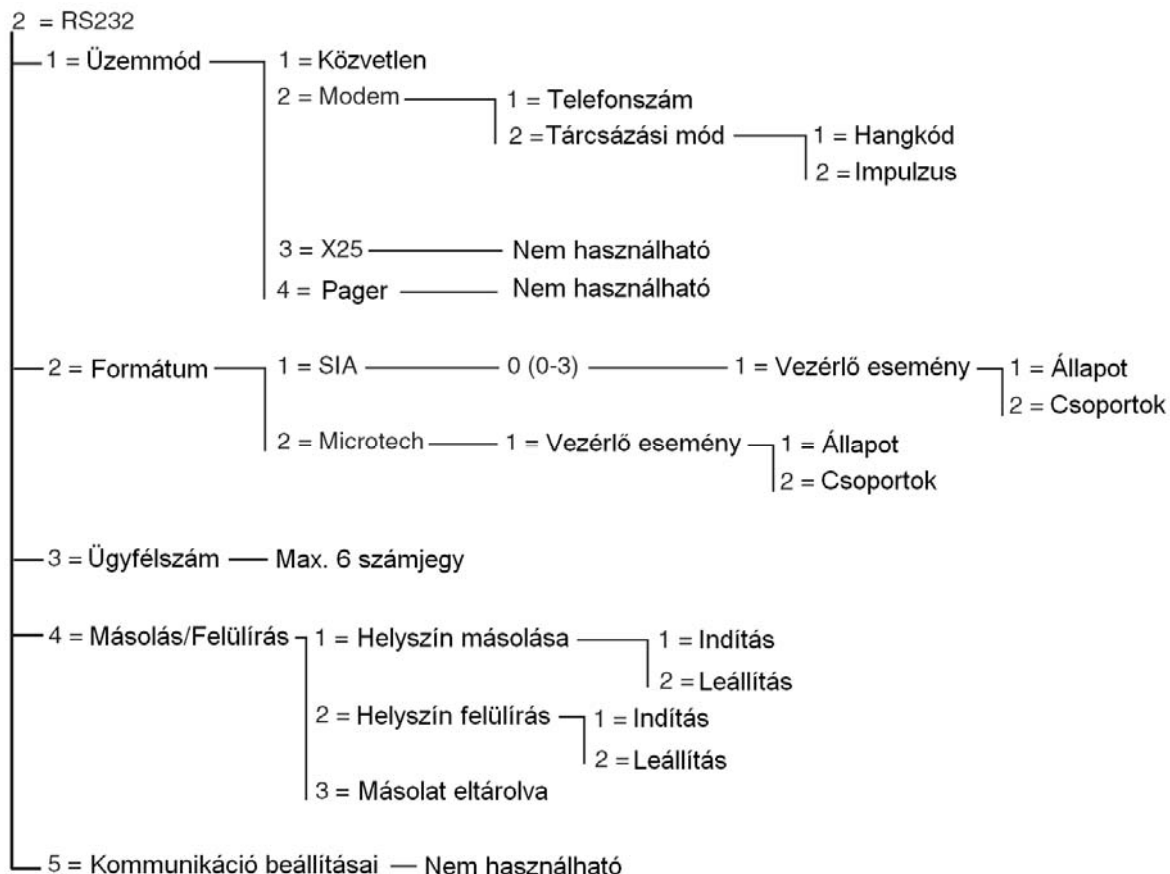 2 = RS232
1 = Üzemmód
1 = Közvetlen
2 = Modem
1 = Telefonszám
2 = Tárcsázási mód
1 = Hangkód
2 = Impulzus
3 = X25
Nem használható
4 = Pager
Nem használható
2 = Formátum
1 = SIA
0 (0-3)
1 = Vezérlő esemény
1 = Állapot
2 = Csoportok
2 = Microtech
1 = Vezérlő esemény
1 = Állapot
2 = Csoportok
3 = Ügyfélszám
Max. 6 számjegy
4 = Másolás/Felülírás
1 = Helyszín másolása
1 = Indítás
2 = Leállítás
2 = Helyszín felülírás
1 = Indítás
2 = Leállítás
3 = Másolat eltárolva
5 = Kommunikáció beállításai
Nem használható